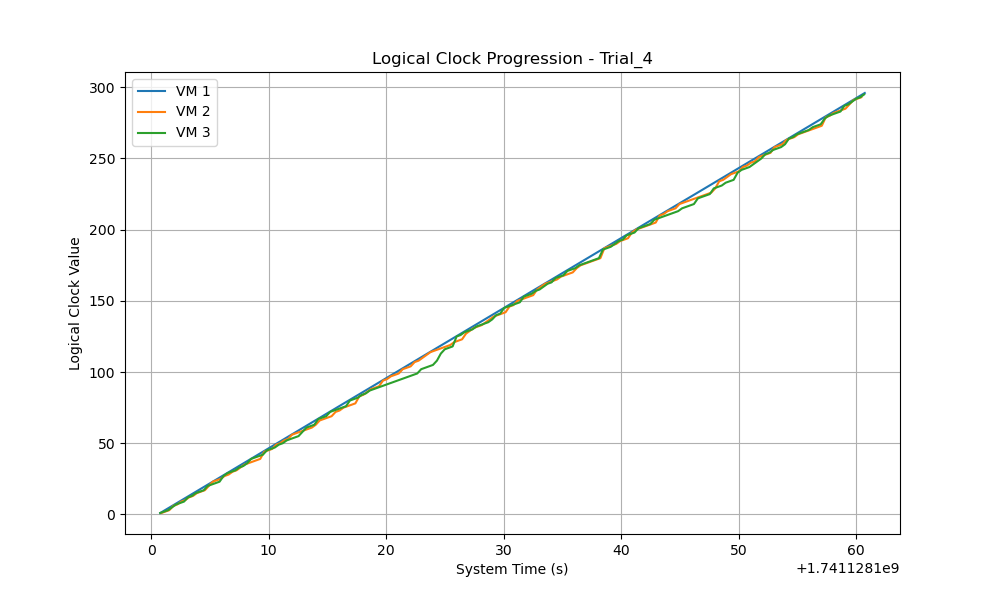 Logical Clock Progression - Trial_4
VM 1
VM 2
VM 3
300
250
200
150
100
50
0
Logical Clock Value
0 10 20 30 40 50 60
System Time (s)
+1.7411281e9